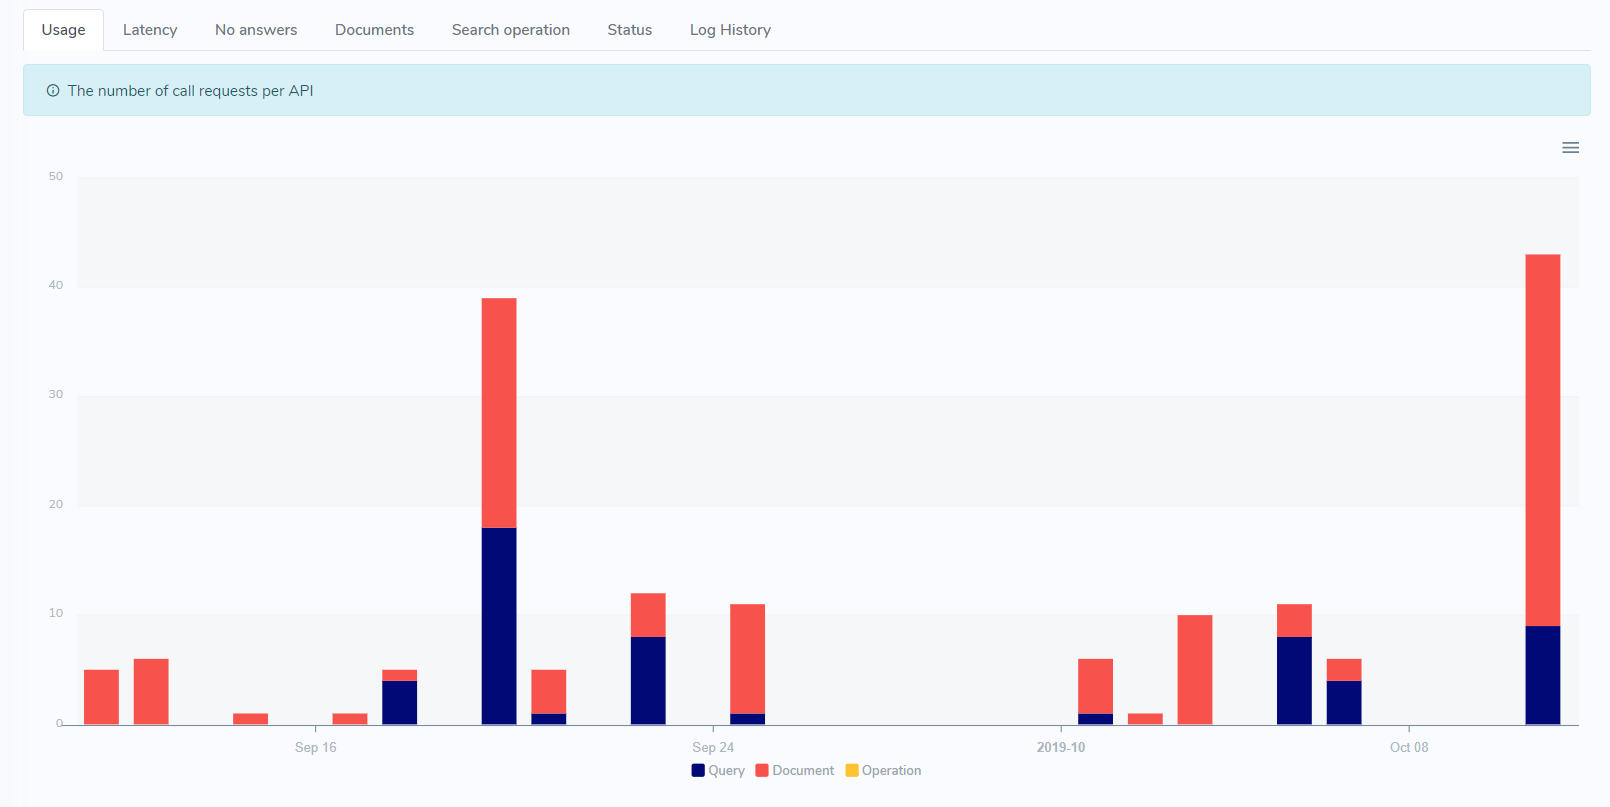 Usage Latency No answers Documents Search operation Status Log History
The number of call requests per API
50
40
30
20
10
0
Sep 16 Sep 24 2019-10 Oct 08
Query Document Operation